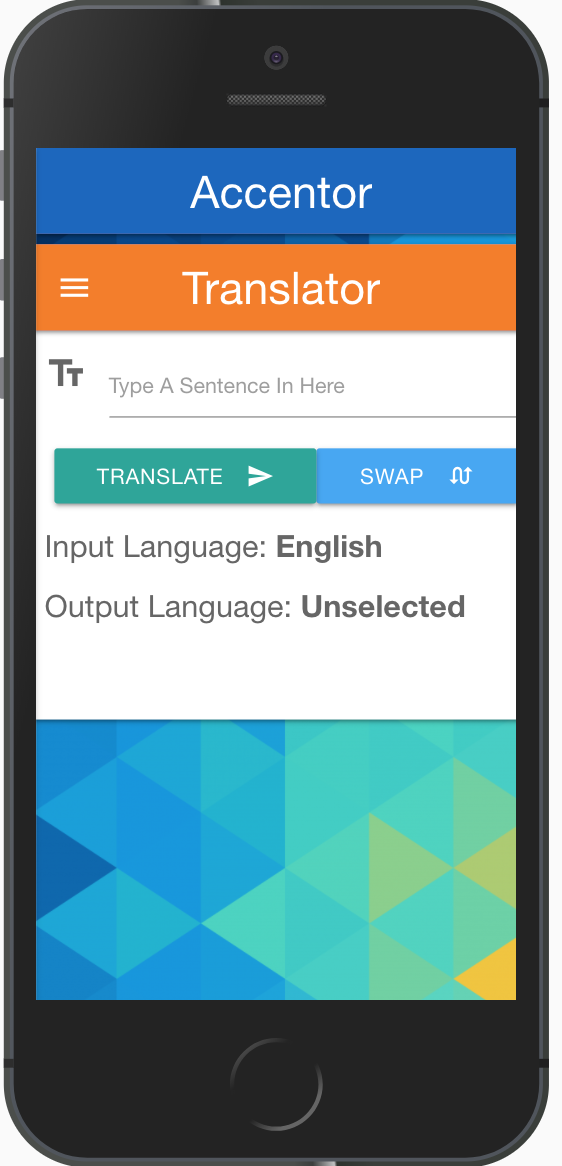 Accentor
Translator
Type A Sentence In Here
TRANSLATE SWAP
Input Language: English
Output Language: Unselected